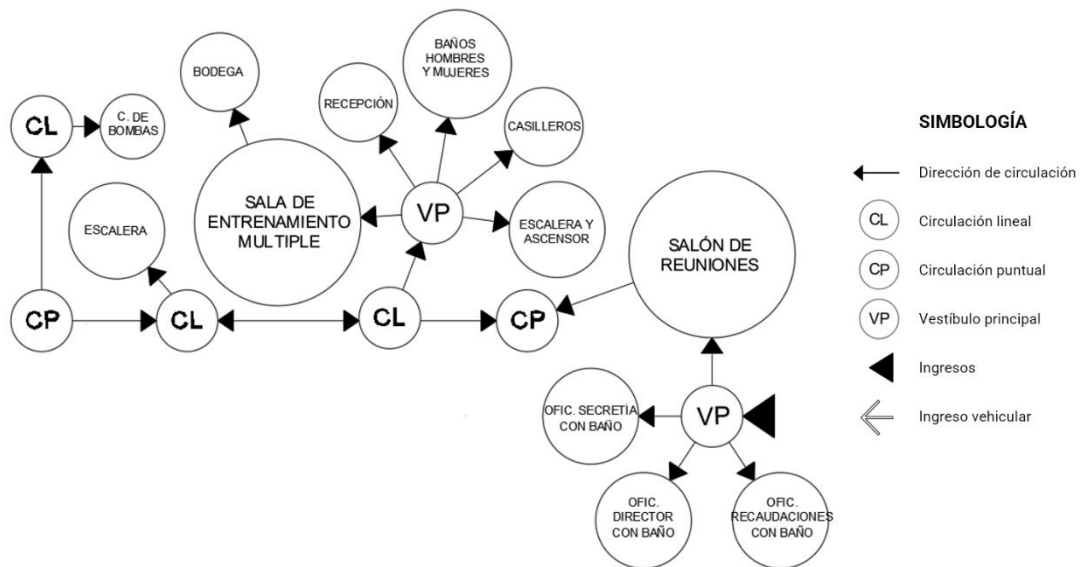 BAÑOS
HOMBRES
Y MUJERES
BODEGA
RECEPCIÓN
CASILLEROS
CL
C. DE
BOMBAS
SALA DE
ENTRENAMIENTO
MULTIPLE
VP
ESCALERA
ESCALERA Y
ASCENSOR
SALÓN DE
REUNIONES
CP
CL
CL
CP
OFIC. SECRETÌA
CON BAÑO
VP
OFIC.
DIRECTOR
CON BAÑO
OFIC.
RECAUDACIONES
CON BAÑO
SIMBOLOGÍA
Dirección de circulación
CL Circulación lineal
CP Circulación puntual
VP Vestíbulo principal
Ingresos
Ingreso vehicular